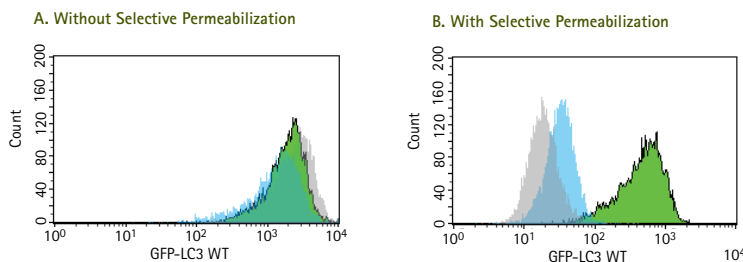 A. Without Selective Permeabilization
200
160
120
80
40
0
Count
10⁰ 10¹ 10² 10³ 10⁴
GFP-LC3 WT
B. With Selective Permeabilization
200
160
120
80
40
0
Count
10⁰ 10¹ 10² 10³ 10⁴
GFP-LC3 WT